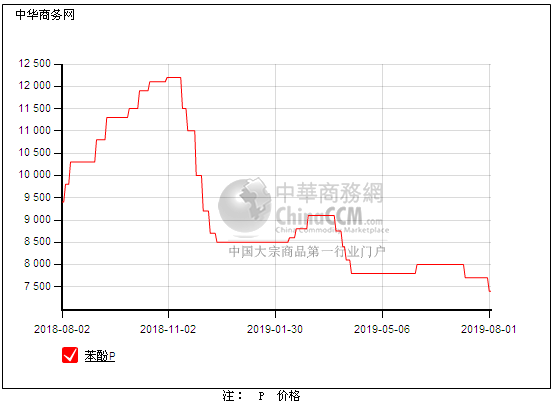 中华商务网
12 500
12 000
11 500
11 000
10 500
10 000
9 500
9 000
8 500
8 000
7 500
中華商務網
ChinaCCM.com
China Commodity Marketplace
中国大宗商品第一行业门户
2018-08-02 2018-11-02 2019-01-30 2019-05-06 2019-08-01
苯酚P
注： P 价格